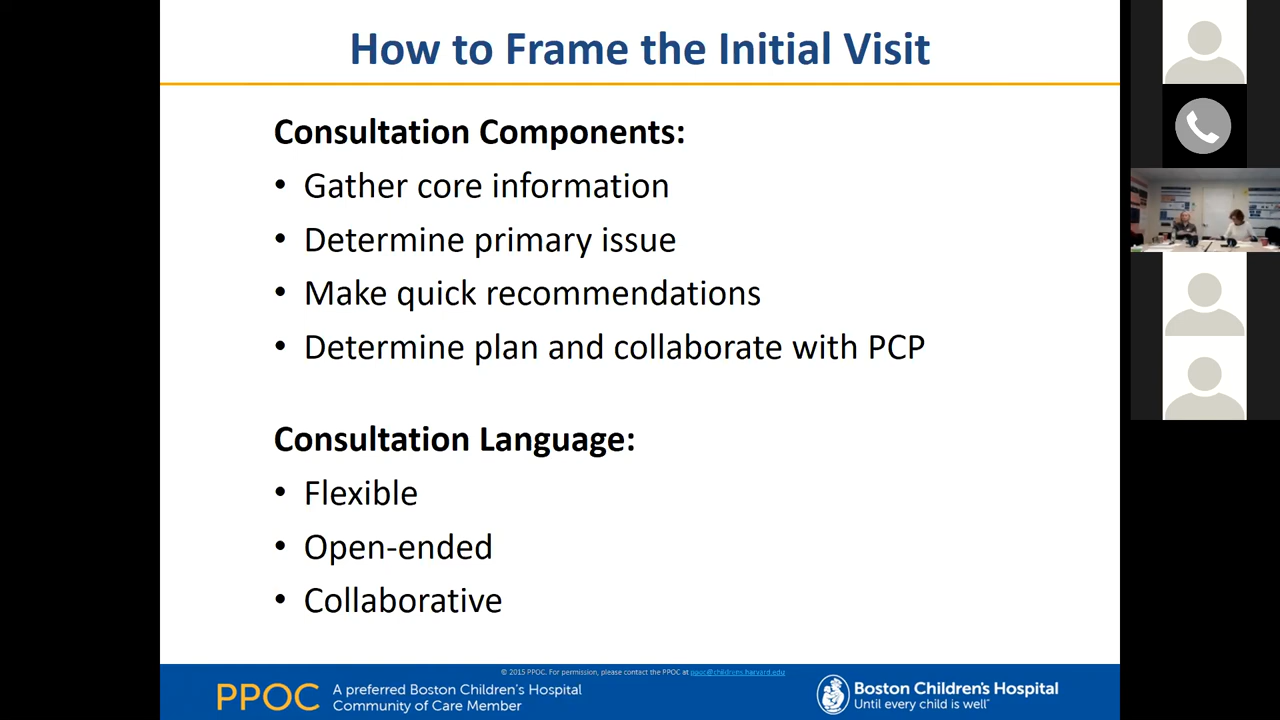 How to Frame the Initial Visit
Consultation Components:
• Gather core information
• Determine primary issue
• Make quick recommendations
• Determine plan and collaborate with PCP
Consultation Language:
• Flexible
• Open-ended
• Collaborative
© 2015 PPOC. For permission, please contact the PPOC at ppoc@childrens.harvard.edu
PPOC
A preferred Boston Children's Hospital
Community of Care Member
Boston Children's Hospital
Until every child is well™